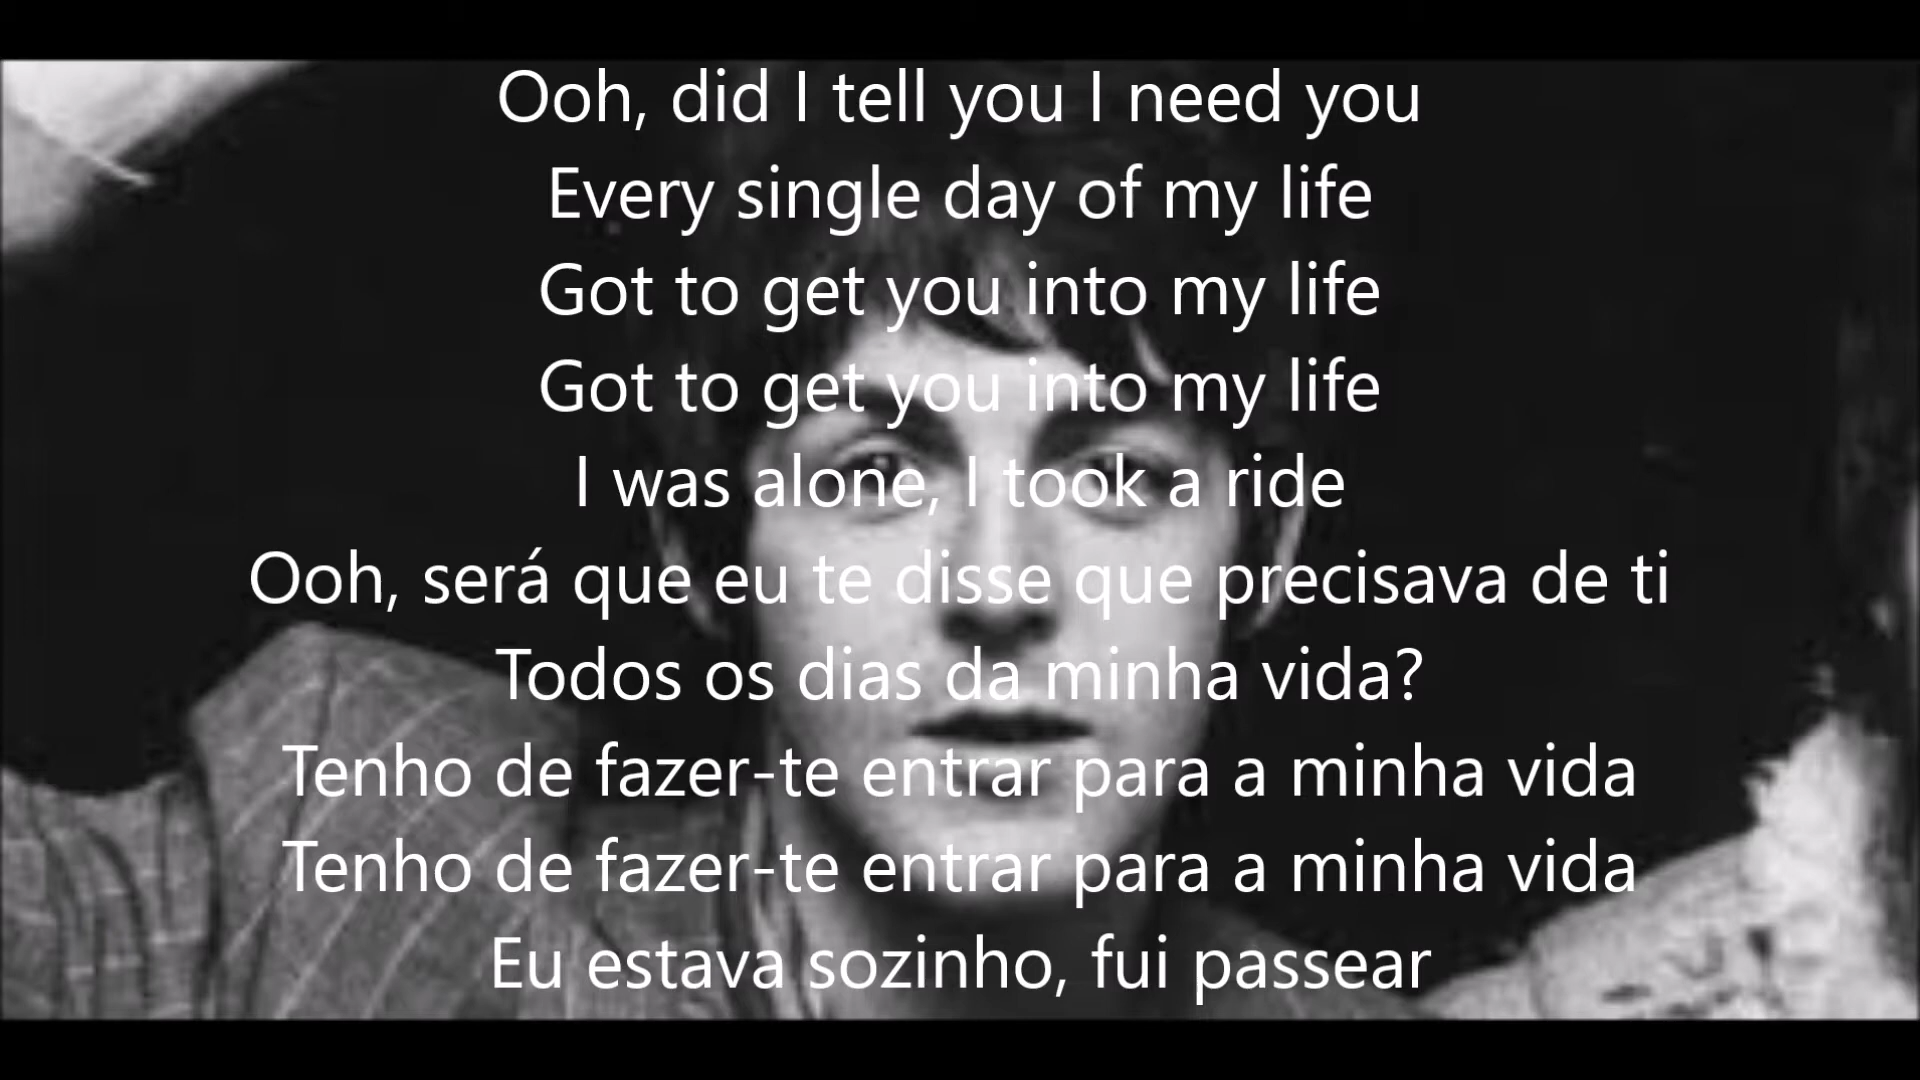 Ooh, did I tell you I need you
Every single day of my life
Got to get you into my life
Got to get you into my life
I was alone, I took a ride
Ooh, será que eu te disse que precisava de ti
Todos os dias da minha vida?
Tenho de fazer-te entrar para a minha vida
Tenho de fazer-te entrar para a minha vida
Eu estava sozinho, fui passear